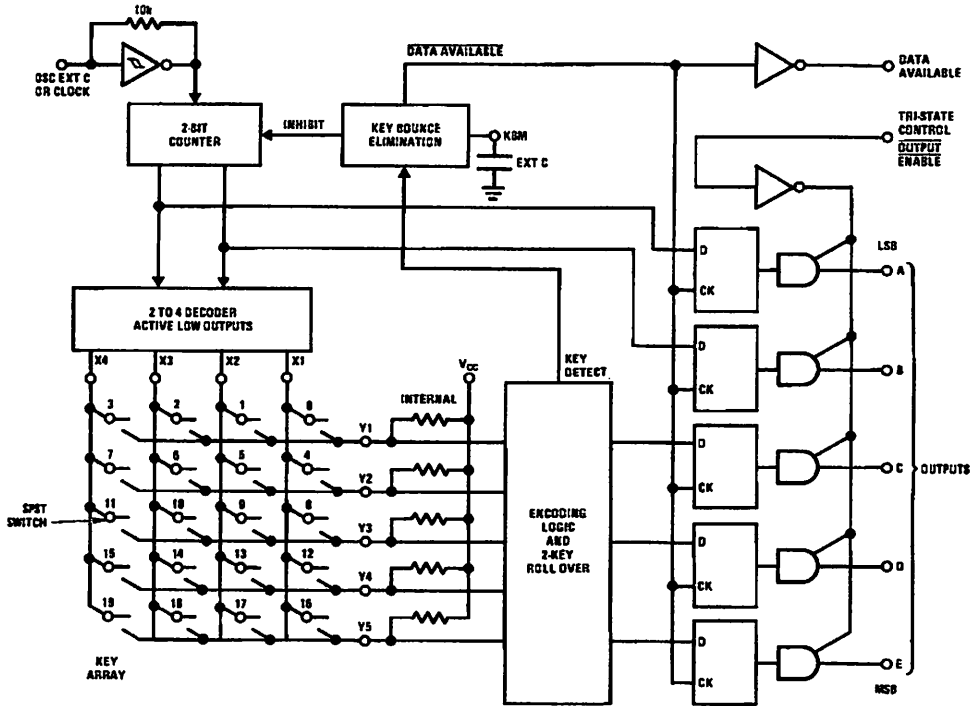 10k
OSC EXT C
OR CLOCK
2-BIT
COUNTER
INHIBIT
KEY BOUNCE
ELIMINATION
KBM
EXT C
DATA AVAILABLE
DATA
AVAILABLE
TRI-STATE
CONTROL
OUTPUT
ENABLE
2 TO 4 DECODER
ACTIVE LOW OUTPUTS
X4
X3
X2
X1
3
2
1
0
Y1
7
6
5
4
Y2
11
10
9
8
Y3
15
14
13
12
Y4
19
18
17
16
Y5
SPST
SWITCH
KEY
ARRAY
INTERNAL
VCC
KEY
DETECT
ENCODING
LOGIC
AND
2-KEY
ROLL OVER
D
CK
D
CK
D
CK
D
CK
D
CK
LSB
A
B
C
D
E
MSB
OUTPUTS